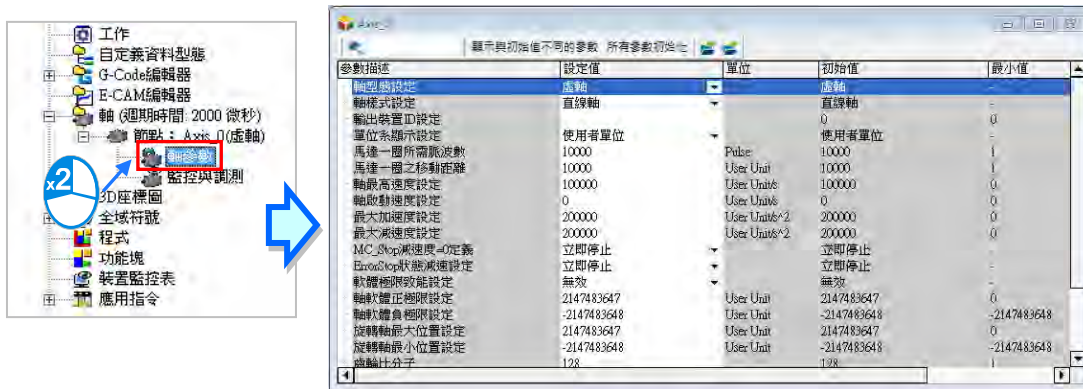 工作
自定義資料型態
G-Code編輯器
E-CAM編輯器
軸 (週期時間: 2000 (微秒)
節點： Axis_0(虛軸)
軸參數
監控與調測
3D座標圖
全域符號
程式
功能塊
裝置監控表
應用指令
x2
顯示與初始值不同的參數 所有參數初始化
參數描述 設定值 單位 初始值 最小值
軸型態設定 虛軸 虛軸 -
軸樣式設定 直線軸 直線軸 -
輸出裝置ID設定 0 0
單位系顯示設定 使用者單位 使用者單位 -
馬達一圈所需脈波數 10000 Pulse 10000 1
馬達一圈之移動距離 10000 User Unit 10000 1
軸最高速度設定 100000 User Unit/s 100000 0
軸啟動速度設定 0 User Unit/s 0 0
最大加速度設定 200000 User Unit/s^2 200000 0
最大減速度設定 200000 User Unit/s^2 200000 0
MC_Stop減速度=0定義 立即停止 立即停止 -
ErrorStop狀態減速設定 立即停止 立即停止 -
軟體極限致能設定 無效 無效 -
軸軟體正極限設定 2147483647 User Unit 2147483647 0
軸軟體負極限設定 -2147483648 User Unit -2147483648 -2147483648
旋轉軸最大位置設定 2147483647 User Unit 2147483647 0
旋轉軸最小位置設定 -2147483648 User Unit -2147483648 -2147483648
齒輪比分子 128 128 1